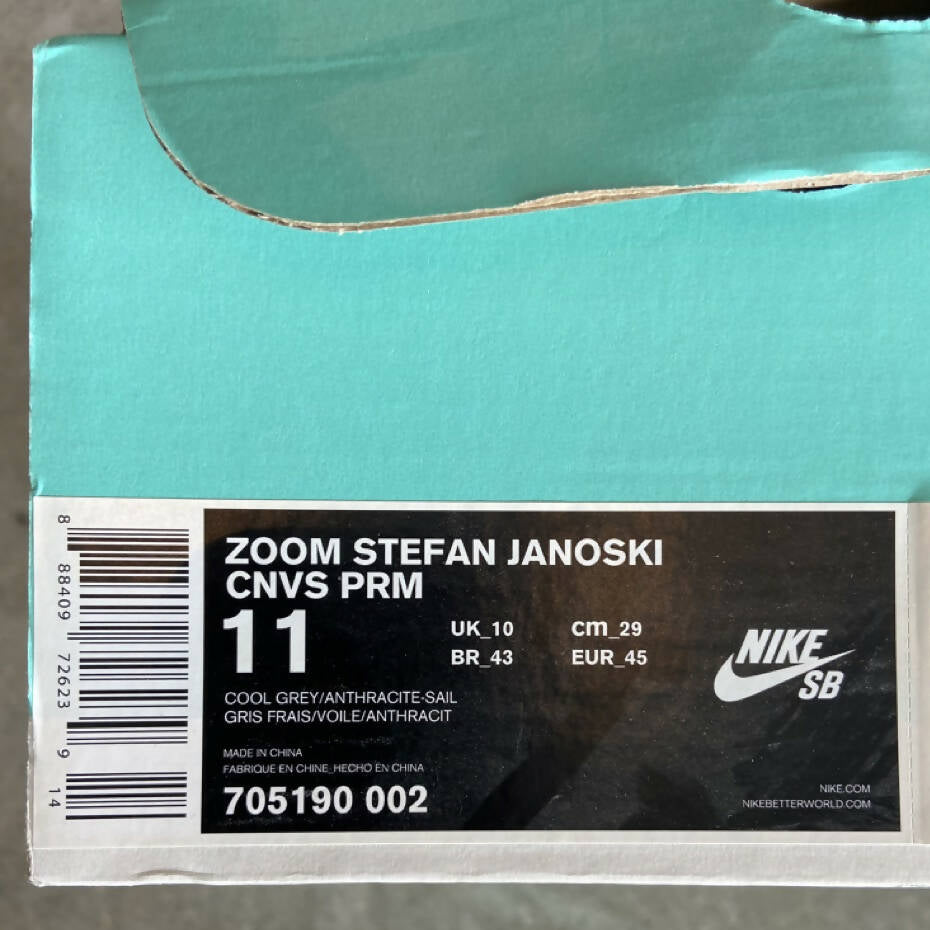 8 88409 72623 9 14
ZOOM STEFAN JANOSKI
CNVS PRM
11
UK_10 cm_29
BR_43 EUR_45
COOL GREY/ANTHRACITE-SAIL
GRIS FRAIS/VOILE/ANTHRACIT
MADE IN CHINA
FABRIQUE EN CHINE_HECHO EN CHINA
705190 002
NIKE
SB
NIKE.COM
NIKEBETTERWORLD.COM